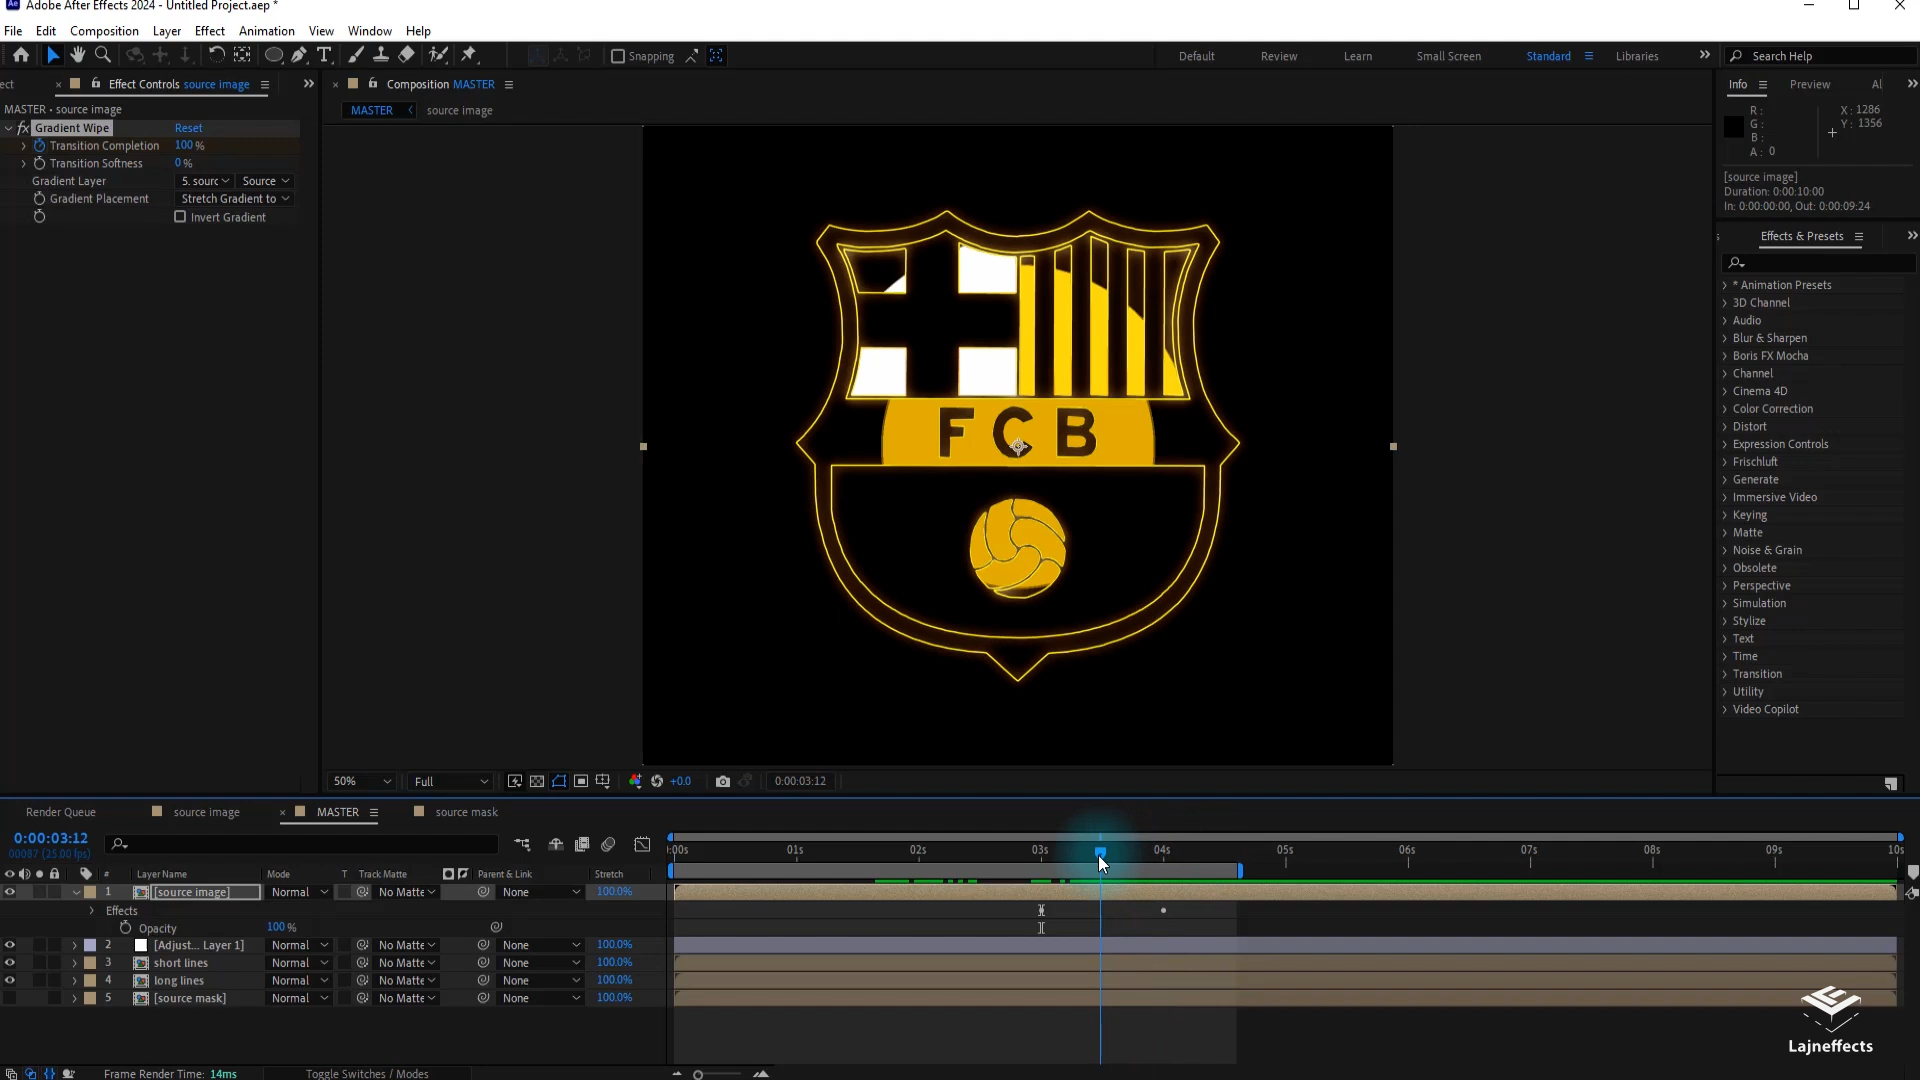 Ae Adobe After Effects 2024 - Untitled Project.aep *
File Edit Composition Layer Effect Animation View Window Help
Snapping
Default Review Learn Small Screen Standard Libraries
Search Help
ect Effect Controls source image
MASTER • source image
fx Gradient Wipe Reset
Transition Completion 100 %
Transition Softness 0 %
Gradient Layer 5. sourc Source
Gradient Placement Stretch Gradient to
Invert Gradient
Composition MASTER
MASTER source image
FCB
50% Full +0.0 0:00:03:12
Info Preview Al
R : X : 1286
G : Y : 1356
B :
A : 0
[source image]
Duration: 0:00:10:00
In: 0:00:00:00, Out: 0:00:09:24
Effects & Presets
* Animation Presets
3D Channel
Audio
Blur & Sharpen
Boris FX Mocha
Channel
Cinema 4D
Color Correction
Distort
Expression Controls
Frischluft
Generate
Immersive Video
Keying
Matte
Noise & Grain
Obsolete
Perspective
Simulation
Stylize
Text
Time
Transition
Utility
Video Copilot
Render Queue source image MASTER source mask
0:00:03:12
00087 (25.00 fps)
:00s 01s 02s 03s 04s 05s 06s 07s 08s 09s 10s
# Layer Name Mode T Track Matte Parent & Link Stretch
1 [source image] Normal No Matte None 100.0%
Effects
Opacity 100 %
2 [Adjust... Layer 1] Normal No Matte None 100.0%
3 short lines Normal No Matte None 100.0%
4 long lines Normal No Matte None 100.0%
5 [source mask] Normal No Matte None 100.0%
Frame Render Time: 14ms Toggle Switches / Modes
Lajneffects